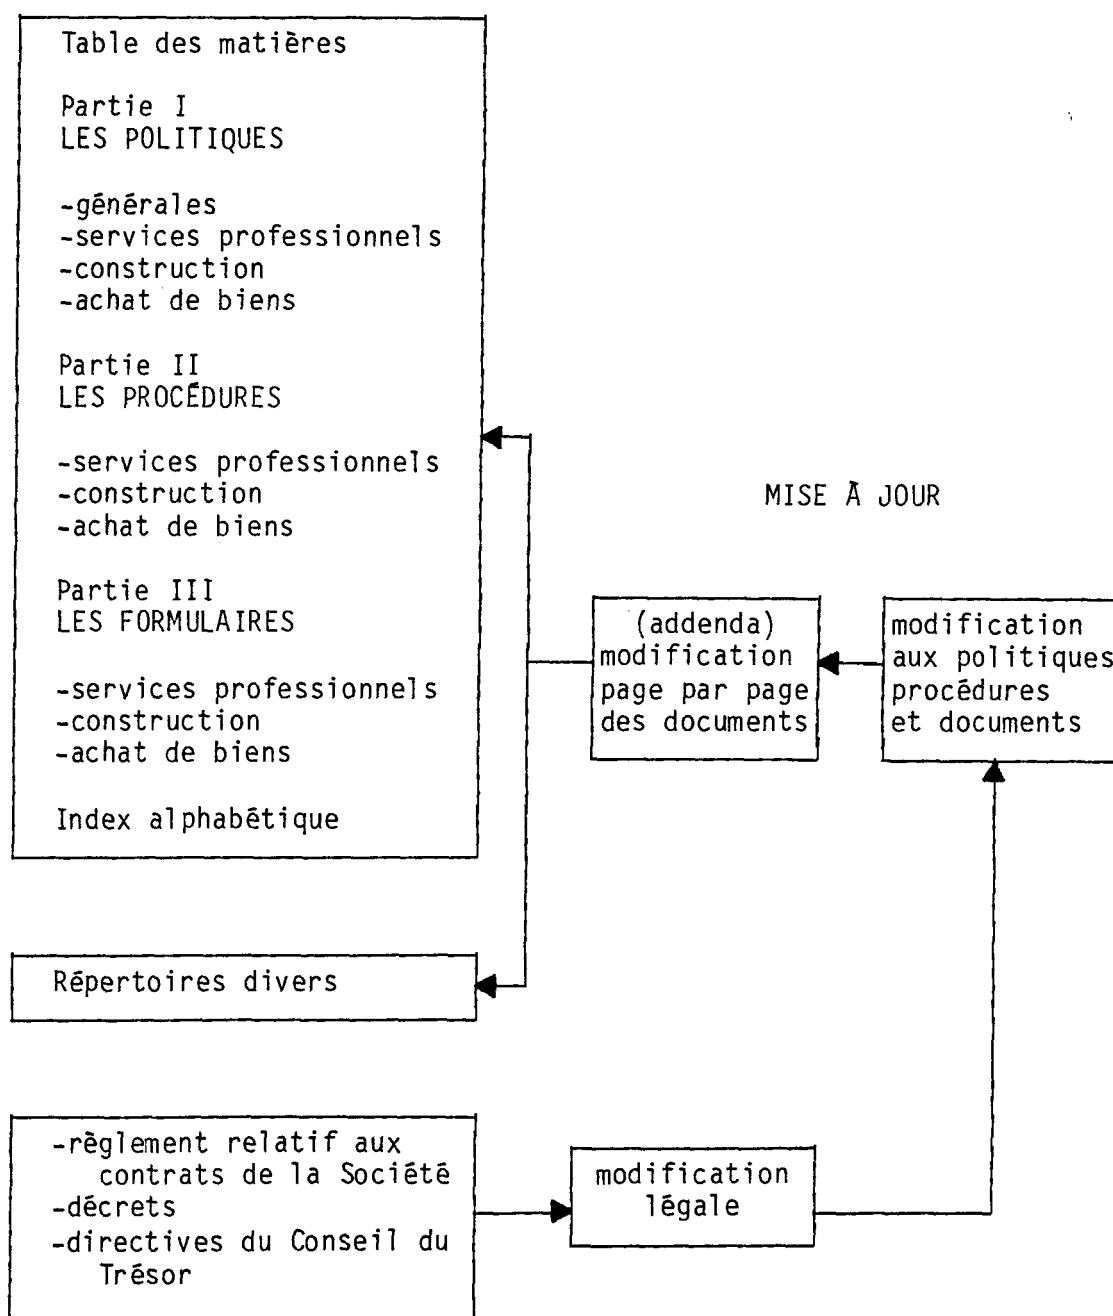 Table des matières
Partie I
LES POLITIQUES
-générales
-services professionnels
-construction
-achat de biens
Partie II
LES PROCÉDURES
-services professionnels
-construction
-achat de biens
Partie III
LES FORMULAIRES
-services professionnels
-construction
-achat de biens
Index alphabétique
MISE À JOUR
(addenda)
modification
page par page
des documents
modification
aux politiques
procédures
et documents
Répertoires divers
-règlement relatif aux
contrats de la Société
-décrets
-directives du Conseil du
Trésor
modification
légale